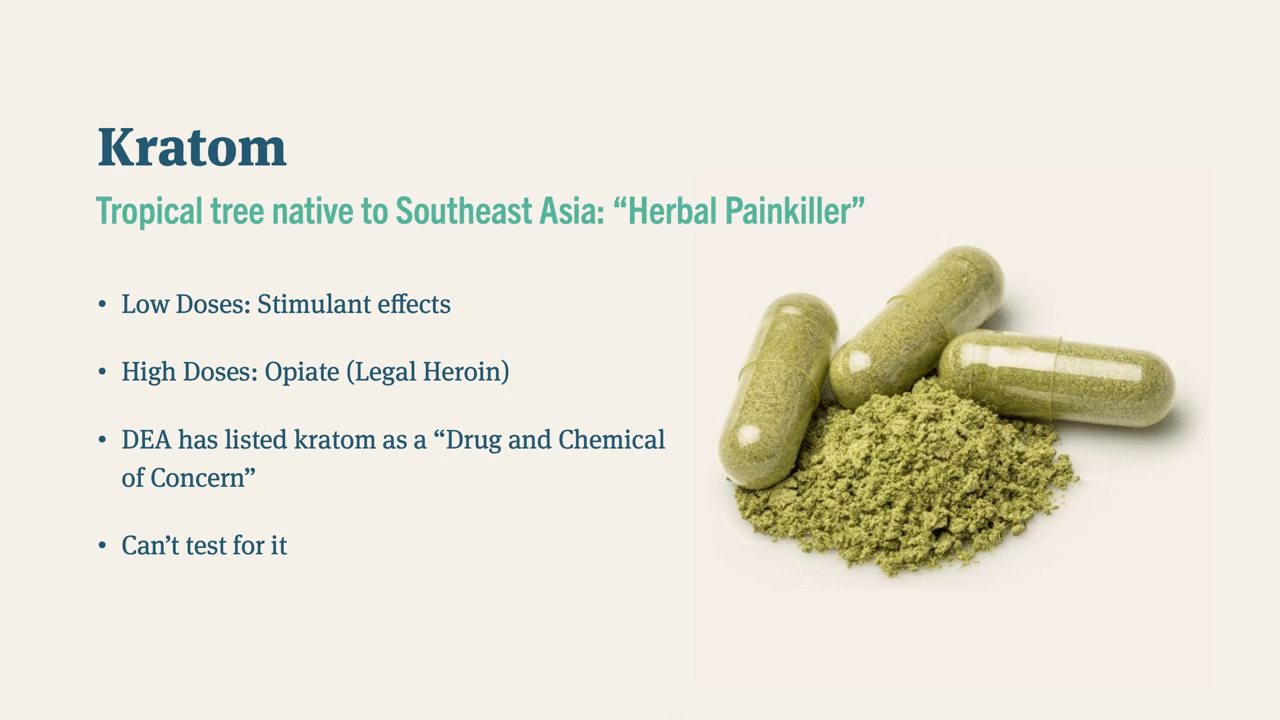 Kratom
Tropical tree native to Southeast Asia: “Herbal Painkiller”
• Low Doses: Stimulant effects
• High Doses: Opiate (Legal Heroin)
• DEA has listed kratom as a “Drug and Chemical
of Concern”
• Can’t test for it